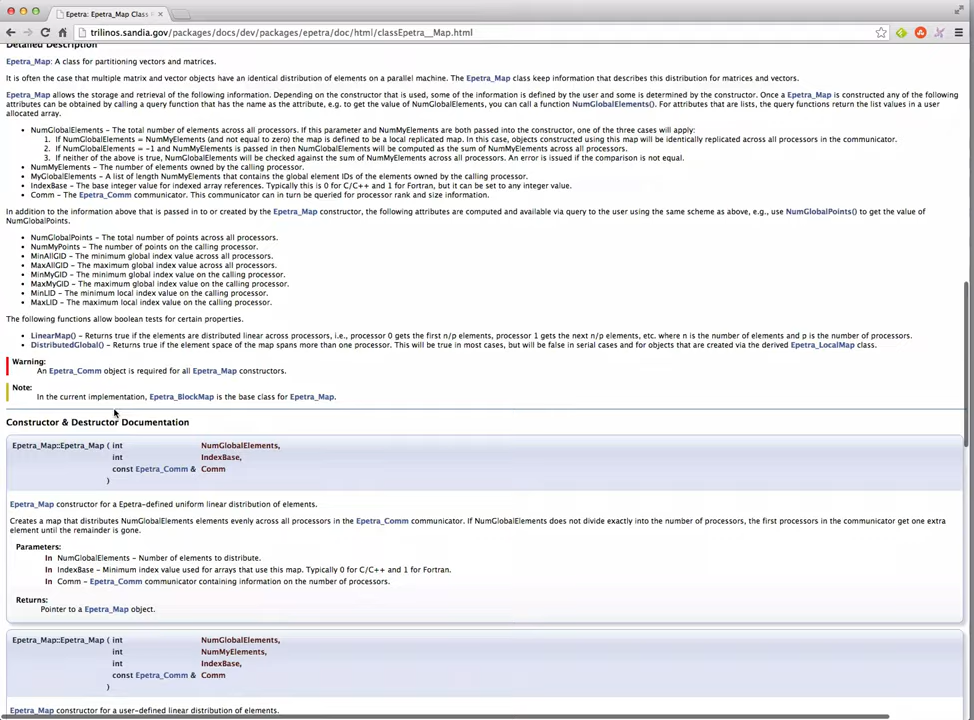 Epetra: Epetra_Map Class R
trilinos.sandia.gov/packages/docs/dev/packages/epetra/doc/html/classEpetra__Map.html
Detailed Description
Epetra_Map: A class for partitioning vectors and matrices.
It is often the case that multiple matrix and vector objects have an identical distribution of elements on a parallel machine. The Epetra_Map class keep information that describes this distribution for matrices and vectors.
Epetra_Map allows the storage and retrieval of the following information. Depending on the constructor that is used, some of the information is defined by the user and some is determined by the constructor. Once a Epetra_Map is constructed any of the following
attributes can be obtained by calling a query function that has the name as the attribute, e.g. to get the value of NumGlobalElements, you can call a function NumGlobalElements(). For attributes that are lists, the query functions return the list values in a user
allocated array.
• NumGlobalElements - The total number of elements across all processors. If this parameter and NumMyElements are both passed into the constructor, one of the three cases will apply:
1. If NumGlobalElements = NumMyElements (and not equal to zero) the map is defined to be a local replicated map. In this case, objects constructed using this map will be identically replicated across all processors in the communicator.
2. If NumGlobalElements = -1 and NumMyElements is passed in then NumGlobalElements will be computed as the sum of NumMyElements across all processors.
3. If neither of the above is true, NumGlobalElements will be checked against the sum of NumMyElements across all processors. An error is issued if the comparison is not equal.
• NumMyElements - The number of elements owned by the calling processor.
• MyGlobalElements - A list of length NumMyElements that contains the global element IDs of the elements owned by the calling processor.
• IndexBase - The base integer value for indexed array references. Typically this is 0 for C/C++ and 1 for Fortran, but it can be set to any integer value.
• Comm - The Epetra_Comm communicator. This communicator can in turn be queried for processor rank and size information.
In addition to the information above that is passed in to or created by the Epetra_Map constructor, the following attributes are computed and available via query to the user using the same scheme as above, e.g., use NumGlobalPoints() to get the value of
NumGlobalPoints.
• NumGlobalPoints - The total number of points across all processors.
• NumMyPoints - The number of points on the calling processor.
• MinAllGID - The minimum global index value across all processors.
• MaxAllGID - The maximum global index value across all processors.
• MinMyGID - The minimum global index value on the calling processor.
• MaxMyGID - The maximum global index value on the calling processor.
• MinLID - The minimum local index value on the calling processor.
• MaxLID - The maximum local index value on the calling processor.
The following functions allow boolean tests for certain properties.
• LinearMap() - Returns true if the elements are distributed linear across processors, i.e., processor 0 gets the first n/p elements, processor 1 gets the next n/p elements, etc. where n is the number of elements and p is the number of processors.
• DistributedGlobal() - Returns true if the element space of the map spans more than one processor. This will be true in most cases, but will be false in serial cases and for objects that are created via the derived Epetra_LocalMap class.
Warning:
An Epetra_Comm object is required for all Epetra_Map constructors.
Note:
In the current implementation, Epetra_BlockMap is the base class for Epetra_Map.
Constructor & Destructor Documentation
Epetra_Map::Epetra_Map ( int NumGlobalElements,
int IndexBase,
const Epetra_Comm & Comm
)
Epetra_Map constructor for a Epetra-defined uniform linear distribution of elements.
Creates a map that distributes NumGlobalElements elements evenly across all processors in the Epetra_Comm communicator. If NumGlobalElements does not divide exactly into the number of processors, the first processors in the communicator get one extra
element until the remainder is gone.
Parameters:
In NumGlobalElements - Number of elements to distribute.
In IndexBase - Minimum index value used for arrays that use this map. Typically 0 for C/C++ and 1 for Fortran.
In Comm - Epetra_Comm communicator containing information on the number of processors.
Returns:
Pointer to a Epetra_Map object.
Epetra_Map::Epetra_Map ( int NumGlobalElements,
int NumMyElements,
int IndexBase,
const Epetra_Comm & Comm
)
Epetra_Map constructor for a user-defined linear distribution of elements.